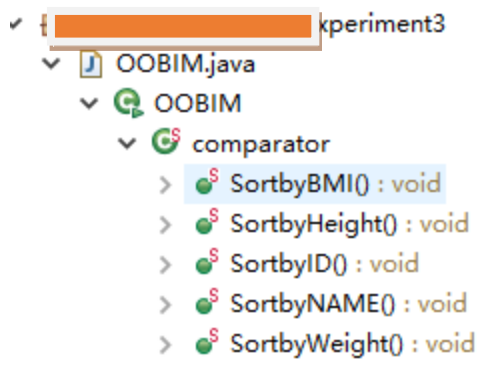 xperiment3
OOBIM.java
OOBIM
comparator
SortbyBMI() : void
SortbyHeight() : void
SortbyID() : void
SortbyNAME() : void
SortbyWeight() : void